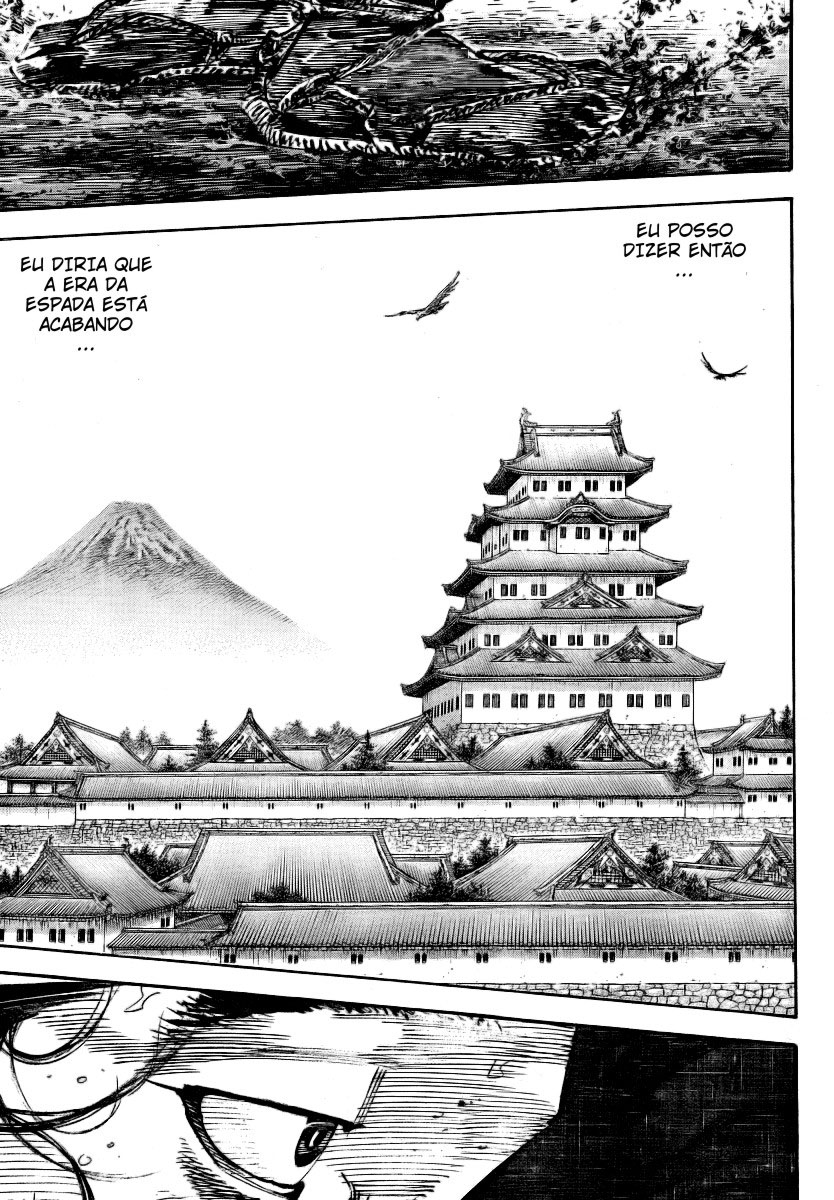 EU POSSO
DIZER ENTÃO
...
EU DIRIA QUE
A ERA DA
ESPADA ESTÁ
ACABANDO
...